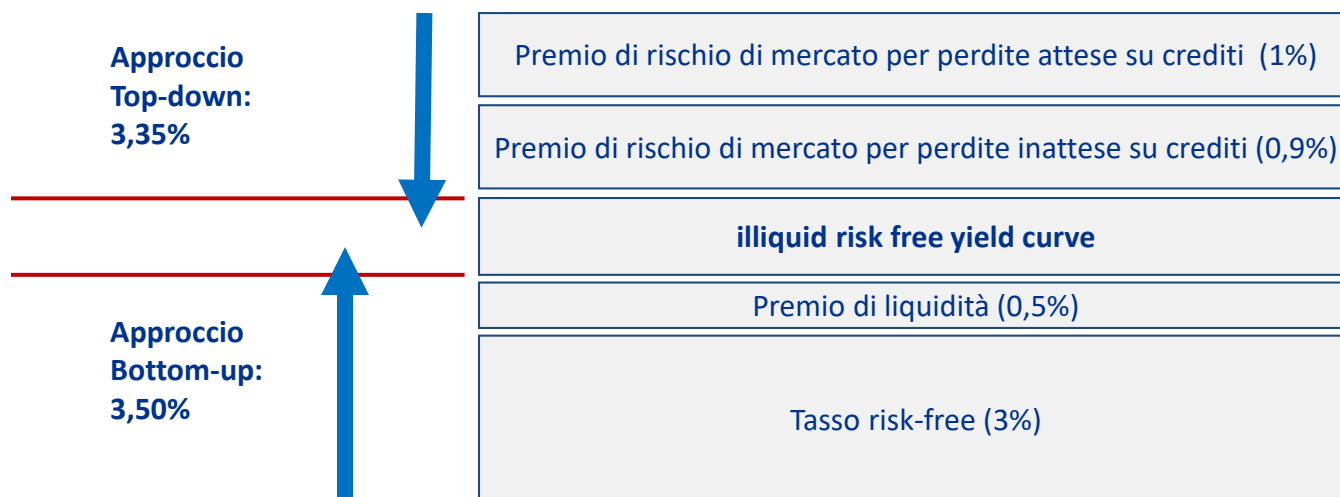 Approccio
Top-down:
3,35%
Premio di rischio di mercato per perdite attese su crediti  (1%)
Premio di rischio di mercato per perdite inattese su crediti (0,9%)
illiquid risk free yield curve
Premio di liquidità (0,5%)
Approccio
Bottom-up:
3,50%
Tasso risk-free (3%)